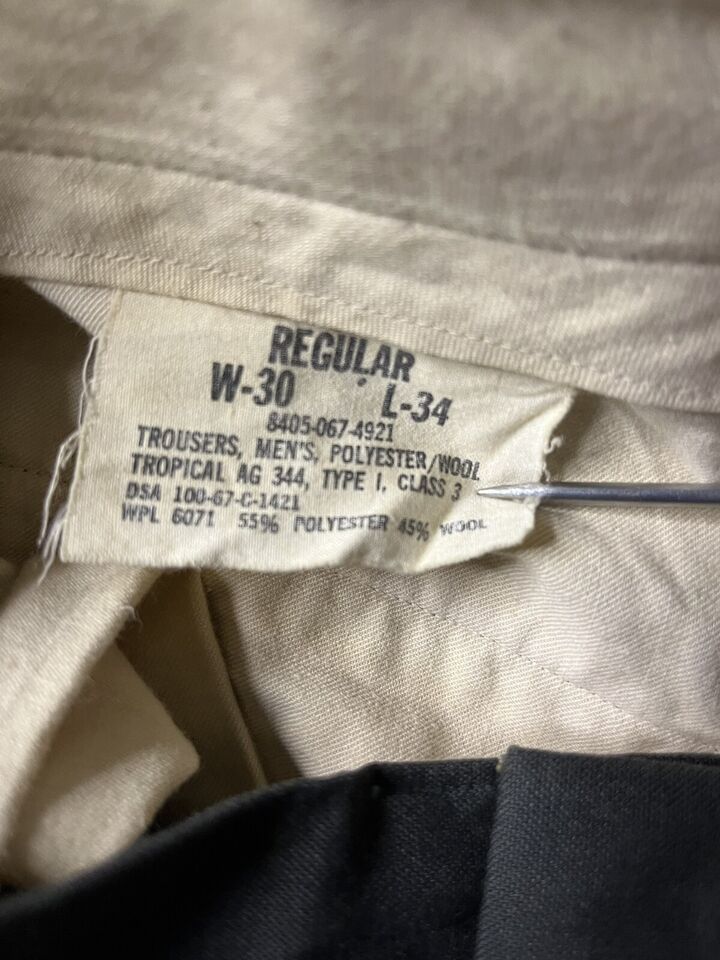 REGULAR
W-30 L-34
8405-067-4921
TROUSERS, MEN'S, POLYESTER/WOOL
TROPICAL AG 344, TYPE I, CLASS 3
DSA 100-67-C-1421
WPL 6071 55% POLYESTER 45% WOOL